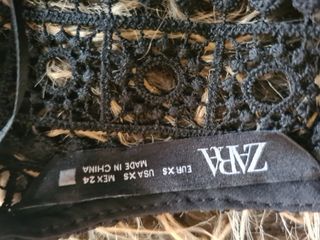 ZARA
EUR XS
USA XS
MEX 24
MADE IN CHINA